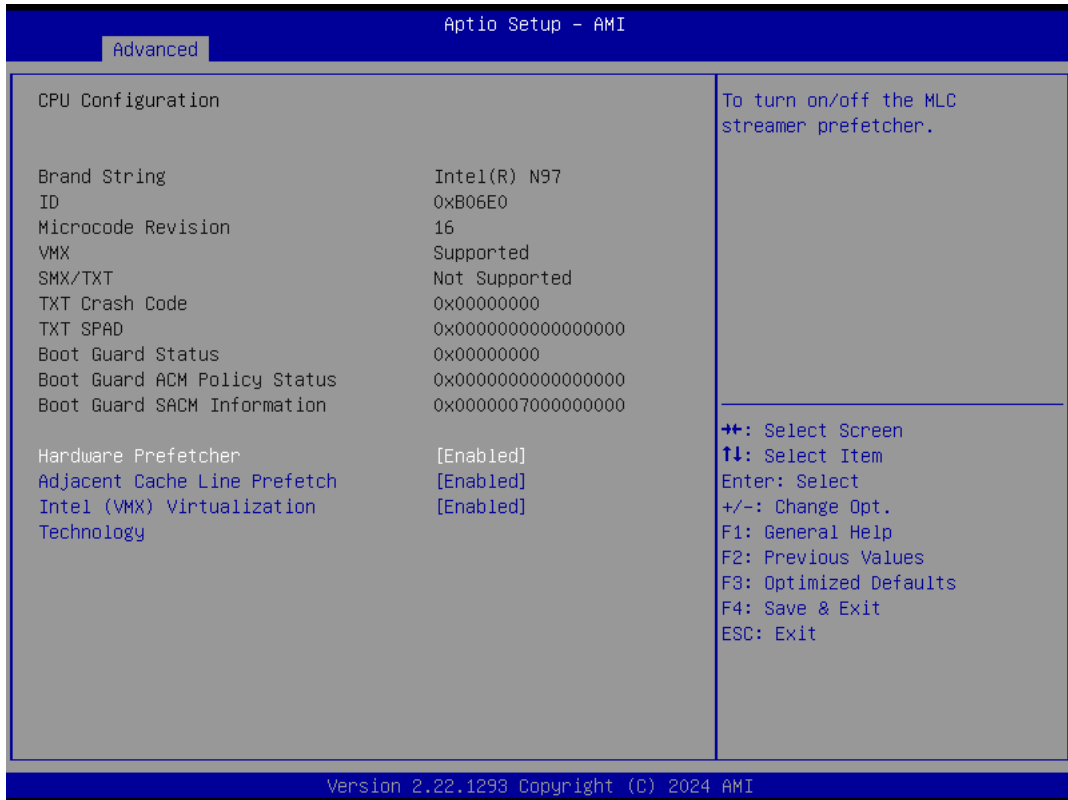 Aptio Setup – AMI
Advanced
CPU Configuration
Brand String Intel(R) N97
ID 0xB06E0
Microcode Revision 16
VMX Supported
SMX/TXT Not Supported
TXT Crash Code 0x00000000
TXT SPAD 0x0000000000000000
Boot Guard Status 0x00000000
Boot Guard ACM Policy Status 0x0000000000000000
Boot Guard SACM Information 0x0000007000000000
Hardware Prefetcher [Enabled]
Adjacent Cache Line Prefetch [Enabled]
Intel (VMX) Virtualization [Enabled]
Technology
To turn on/off the MLC
streamer prefetcher.
→←: Select Screen
↑↓: Select Item
Enter: Select
+/-: Change Opt.
F1: General Help
F2: Previous Values
F3: Optimized Defaults
F4: Save & Exit
ESC: Exit
Version 2.22.1293 Copyright (C) 2024 AMI